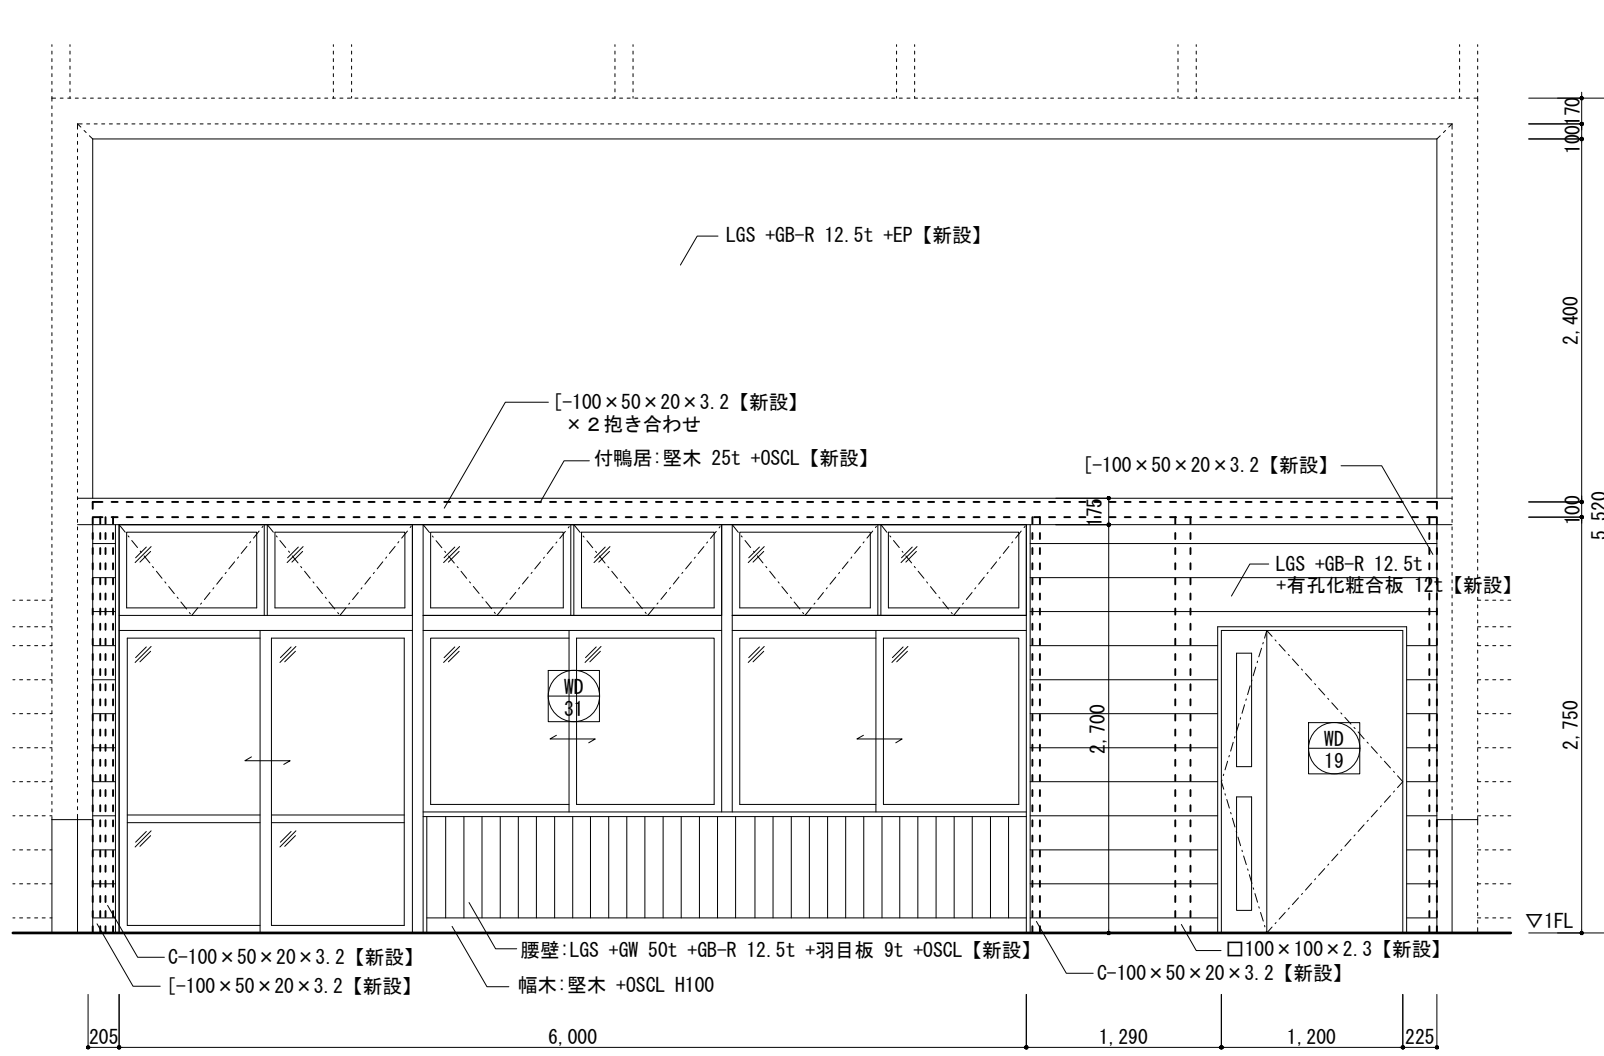 170
100
LGS +GB-R 12.5t +EP【新設】
2,400
[-100×50×20×3.2【新設】
×２抱き合わせ
付鴨居:堅木 25t +OSCL【新設】
[-100×50×20×3.2【新設】
175
100
5,520
LGS +GB-R 12.5t
+有孔化粧合板 12t【新設】
WD
31
2,700
WD
19
2,750
▽1FL
C-100×50×20×3.2【新設】
[-100×50×20×3.2【新設】
腰壁:LGS +GW 50t +GB-R 12.5t +羽目板 9t +OSCL【新設】
幅木:堅木 +OSCL H100
□100×100×2.3【新設】
C-100×50×20×3.2【新設】
205
6,000
1,290
1,200
225